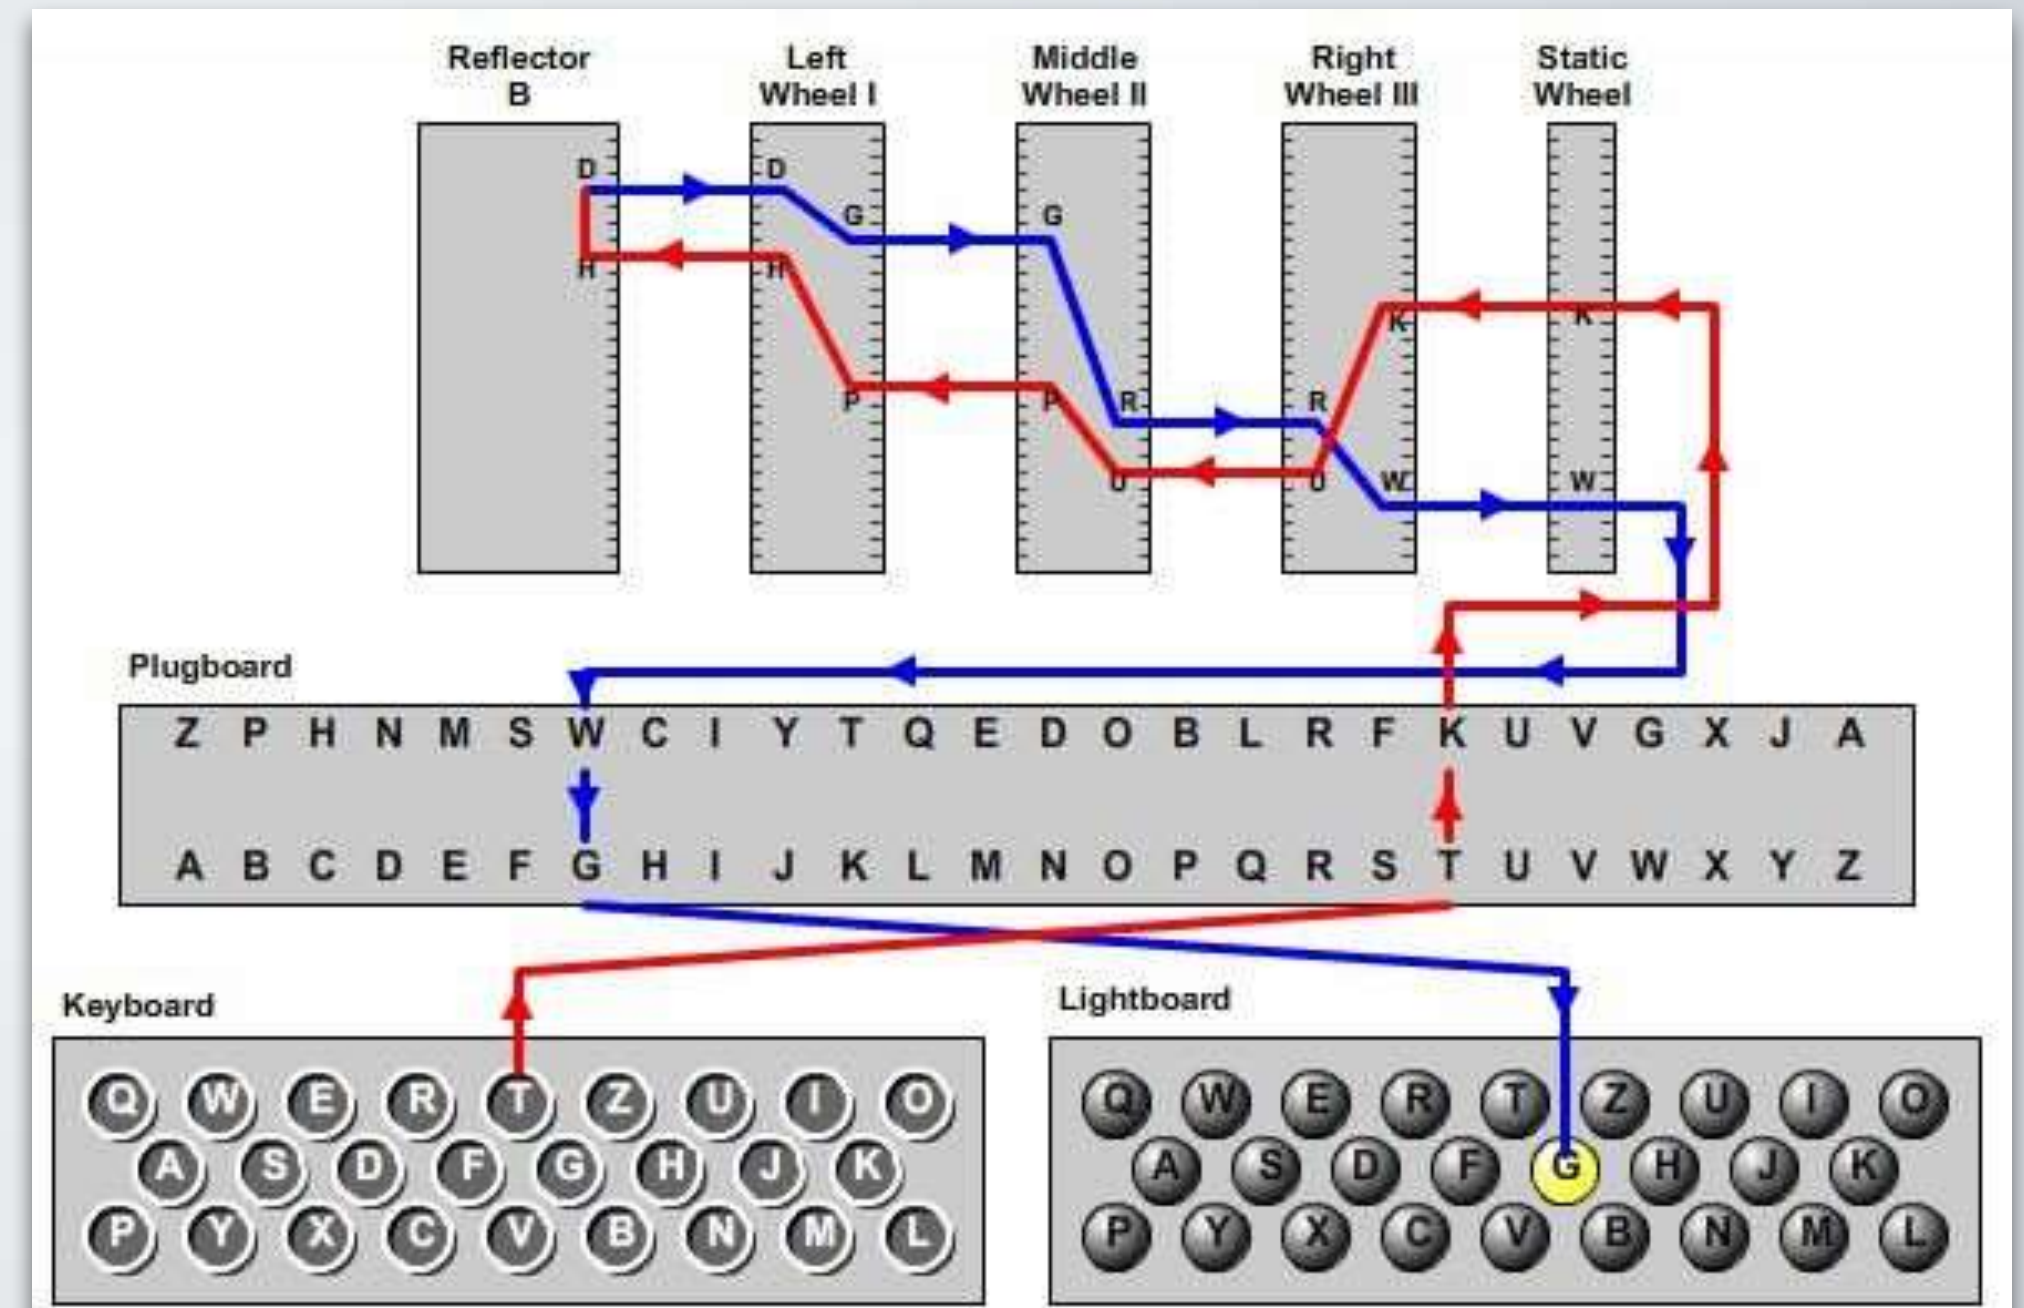 Reflector B
Left Wheel I
Middle Wheel II
Right Wheel III
Static Wheel
D D
G G
H H
K K
P P
R R
U U
W W
Plugboard
Z P H N M S W C I Y T Q E D O B L R F K U V G X J A
A B C D E F G H I J K L M N O P Q R S T U V W X Y Z
Keyboard
Q W E R T Z U I O
A S D F G H J K
P Y X C V B N M L
Lightboard
Q W E R T Z U I O
A S D F G H J K
P Y X C V B N M L